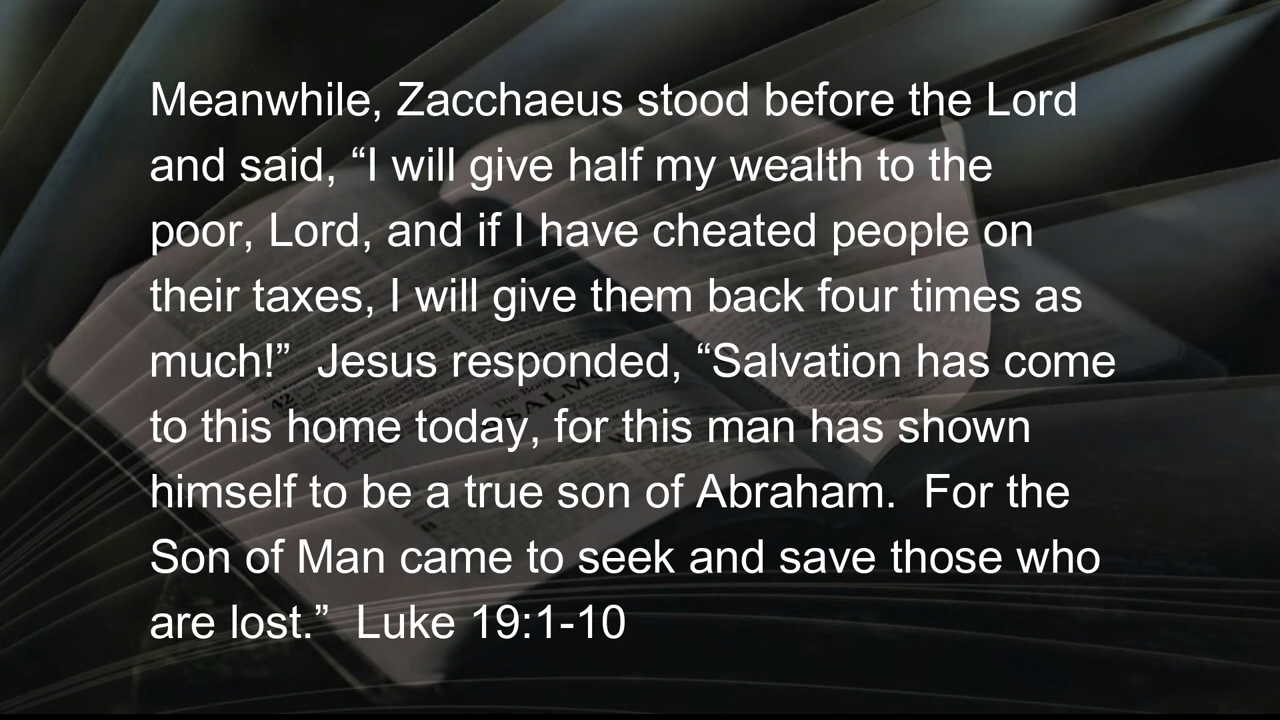 Meanwhile, Zacchaeus stood before the Lord
and said, “I will give half my wealth to the
poor, Lord, and if I have cheated people on
their taxes, I will give them back four times as
much!”  Jesus responded, “Salvation has come
to this home today, for this man has shown
himself to be a true son of Abraham.  For the
Son of Man came to seek and save those who
are lost.”  Luke 19:1-10